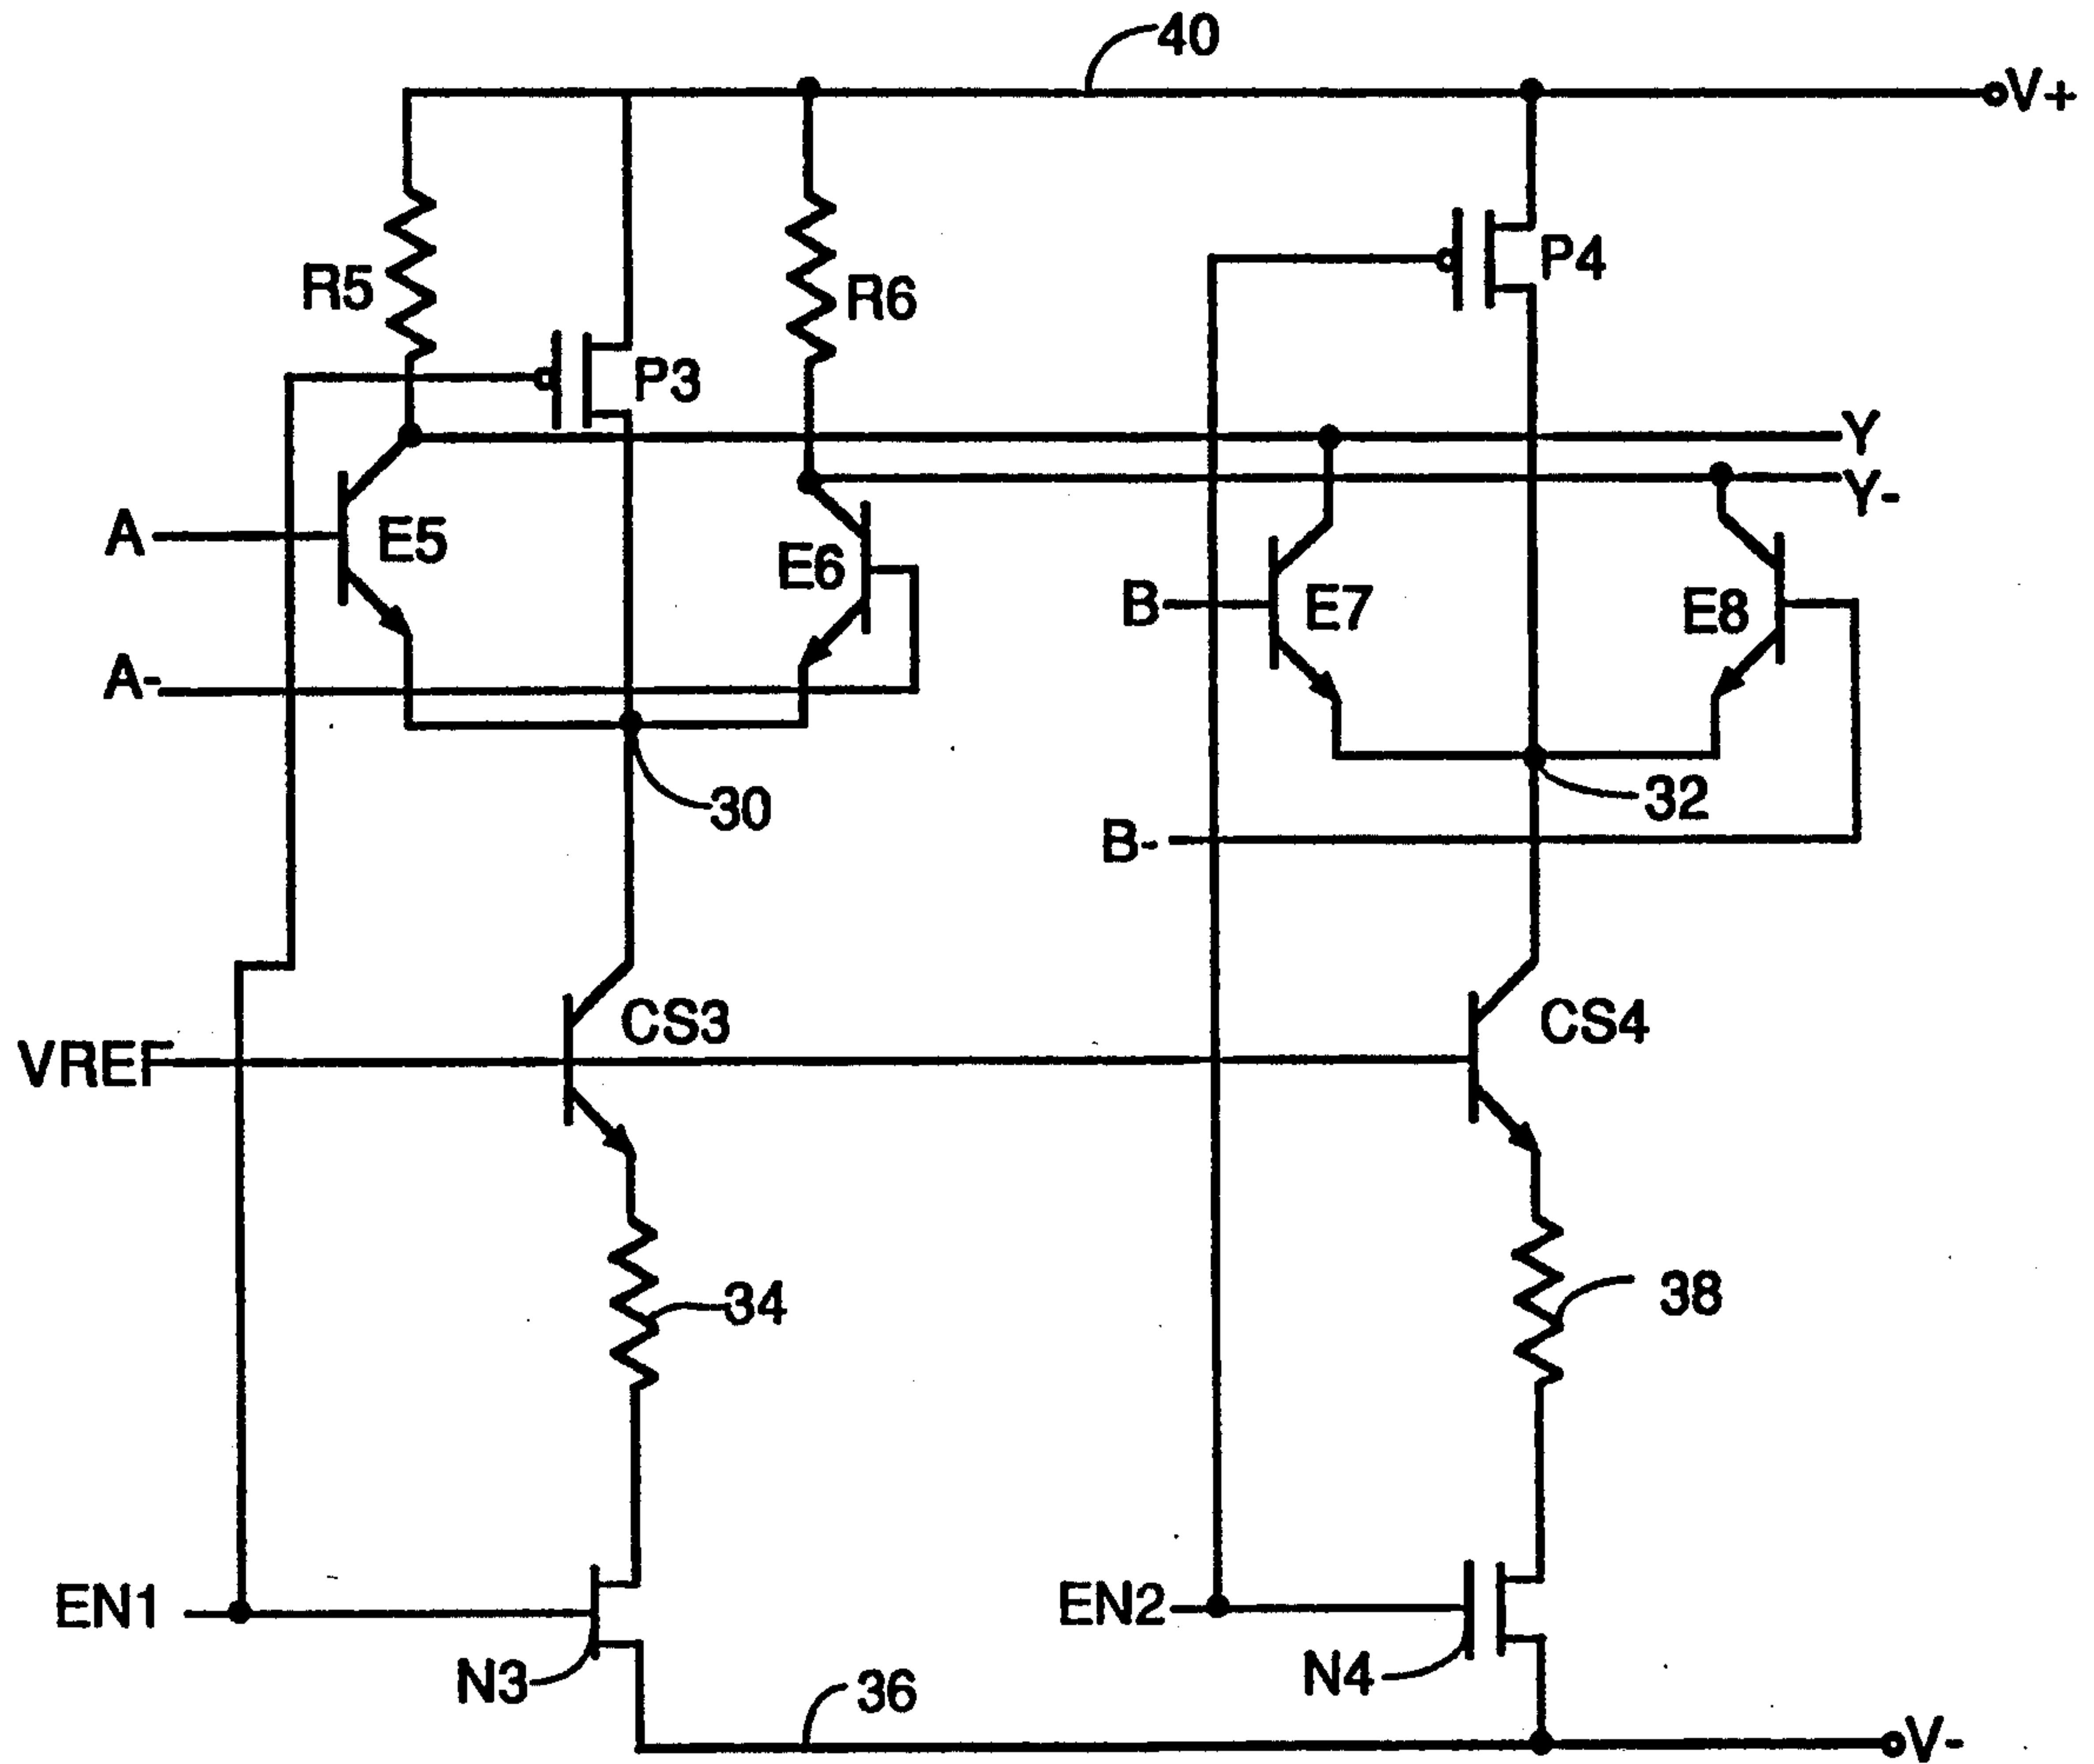 40
V+
P4
R5
R6
P3
Y
Y-
A
E5
E6
B
E7
E8
A-
30
32
B-
CS3
CS4
VREF
34
38
EN1
EN2
N3
N4
36
V-